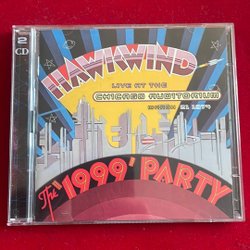 2
CD
HAWKWIND
LIVE AT THE
CHICAGO AUDITORIUM
MARCH 21 1974
The '1999' PARTY